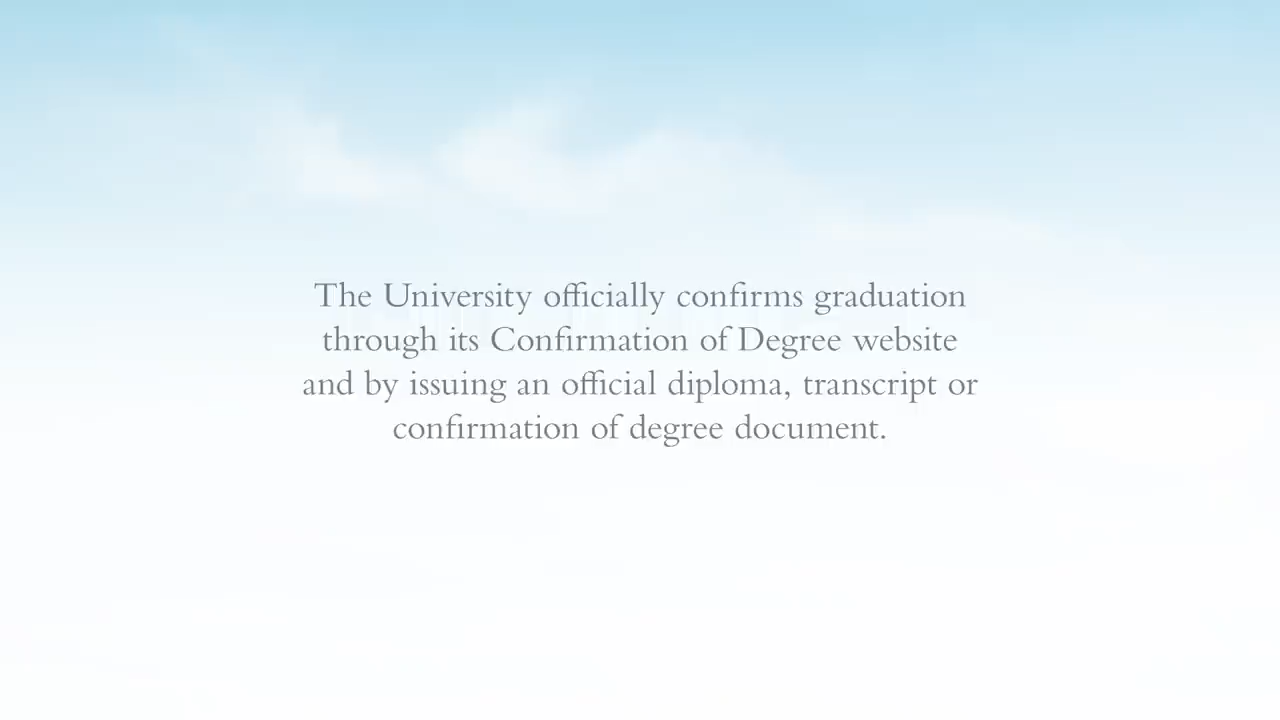 The University officially confirms graduation
through its Confirmation of Degree website
and by issuing an official diploma, transcript or
confirmation of degree document.